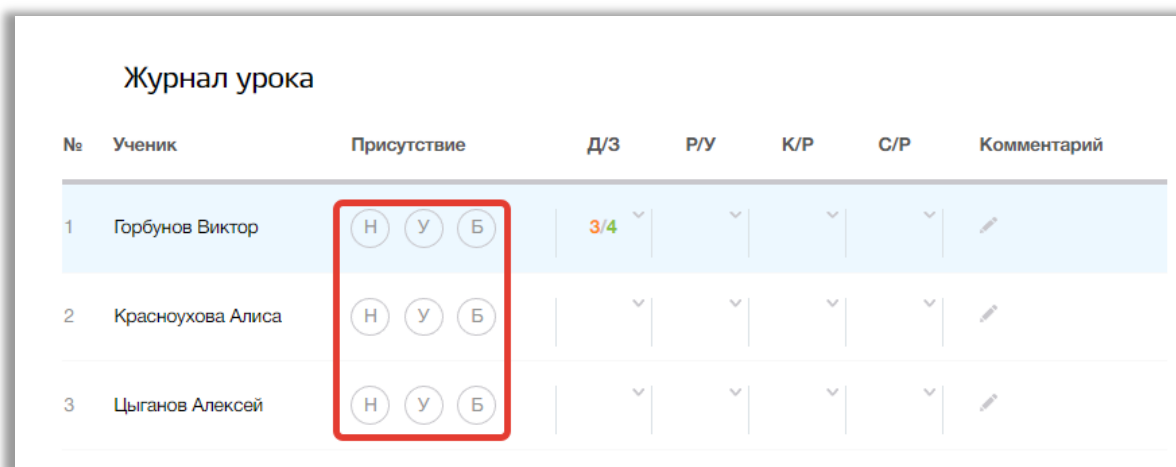 Журнал урока
№ Ученик Присутствие Д/З Р/У К/Р С/Р Комментарий
1 Горбунов Виктор Н У Б 3/4
2 Красноухова Алиса Н У Б
3 Цыганов Алексей Н У Б